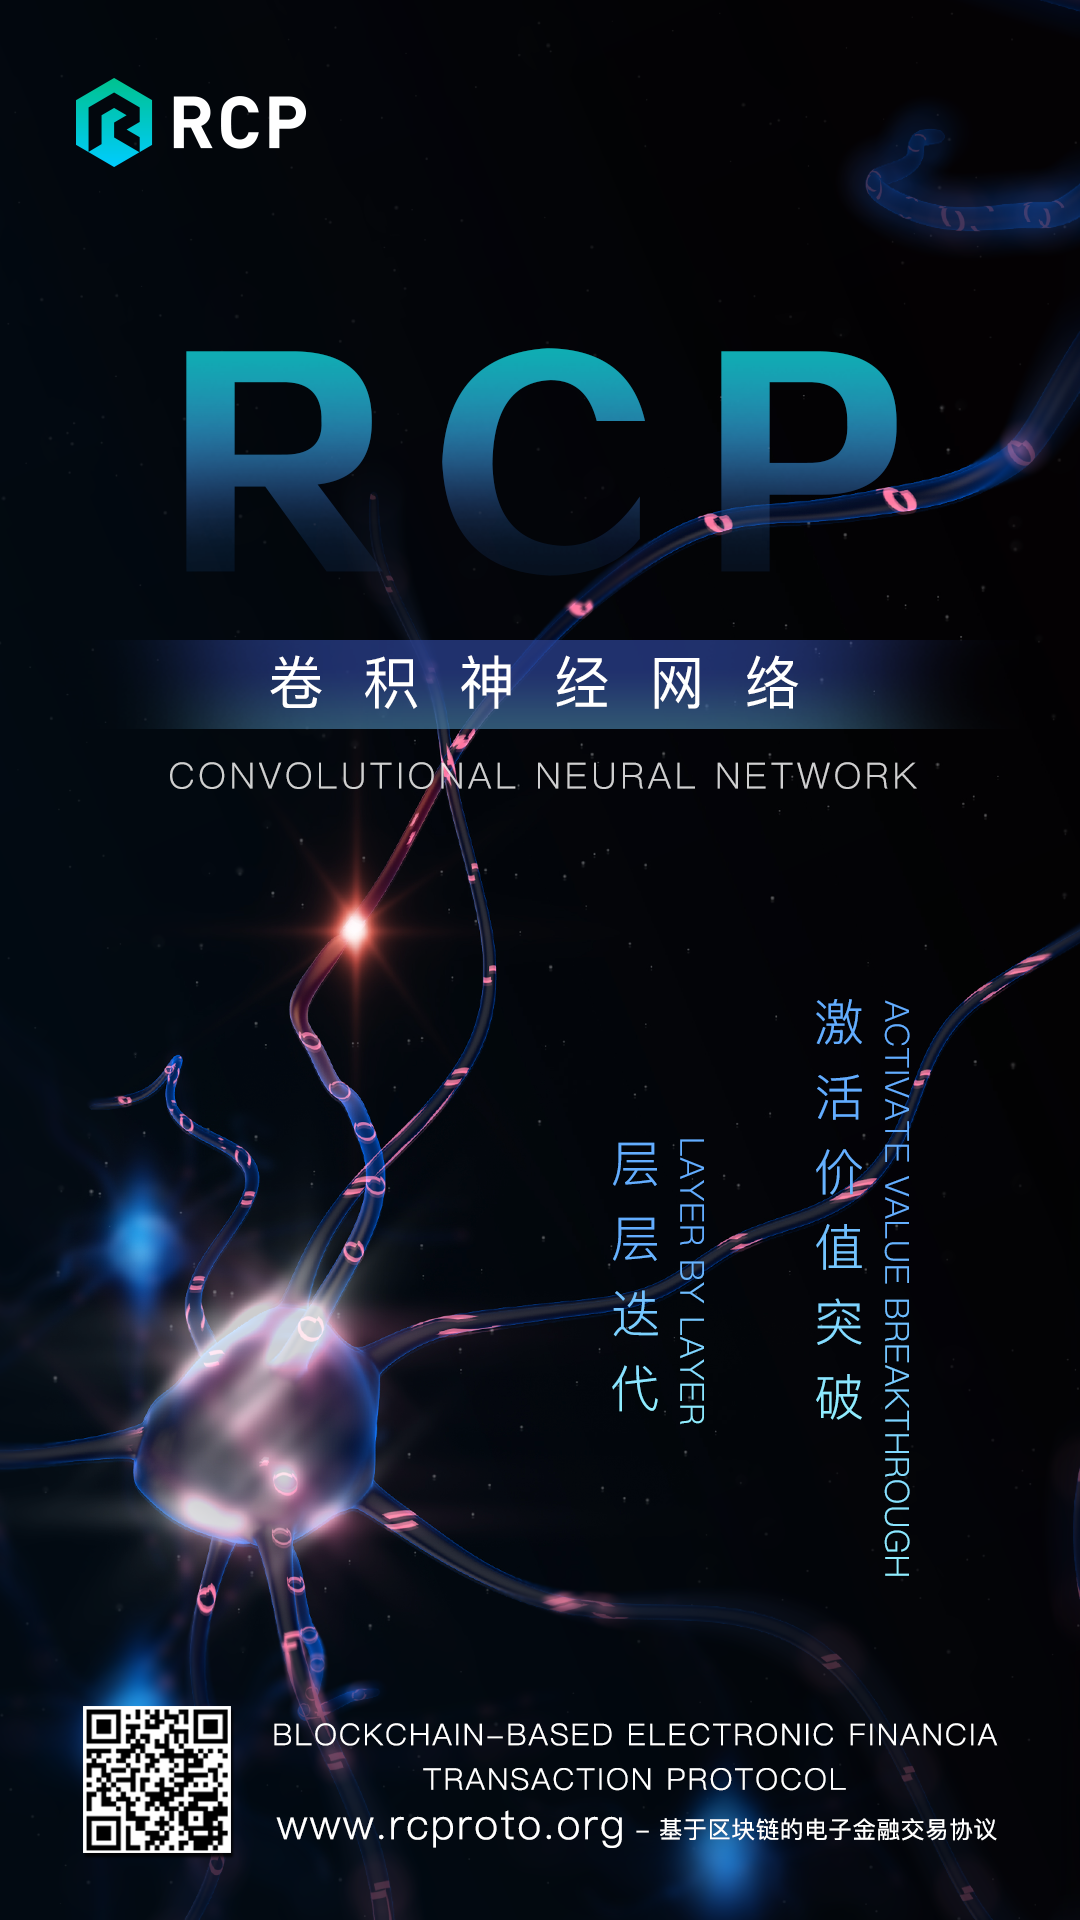 RCP
RCP
卷积神经网络
CONVOLUTIONAL NEURAL NETWORK
激活价值突破
ACTIVATE VALUE BREAKTHROUGH
层层迭代
LAYER BY LAYER
BLOCKCHAIN-BASED ELECTRONIC FINANCIA
TRANSACTION PROTOCOL
www.rcproto.org - 基于区块链的电子金融交易协议